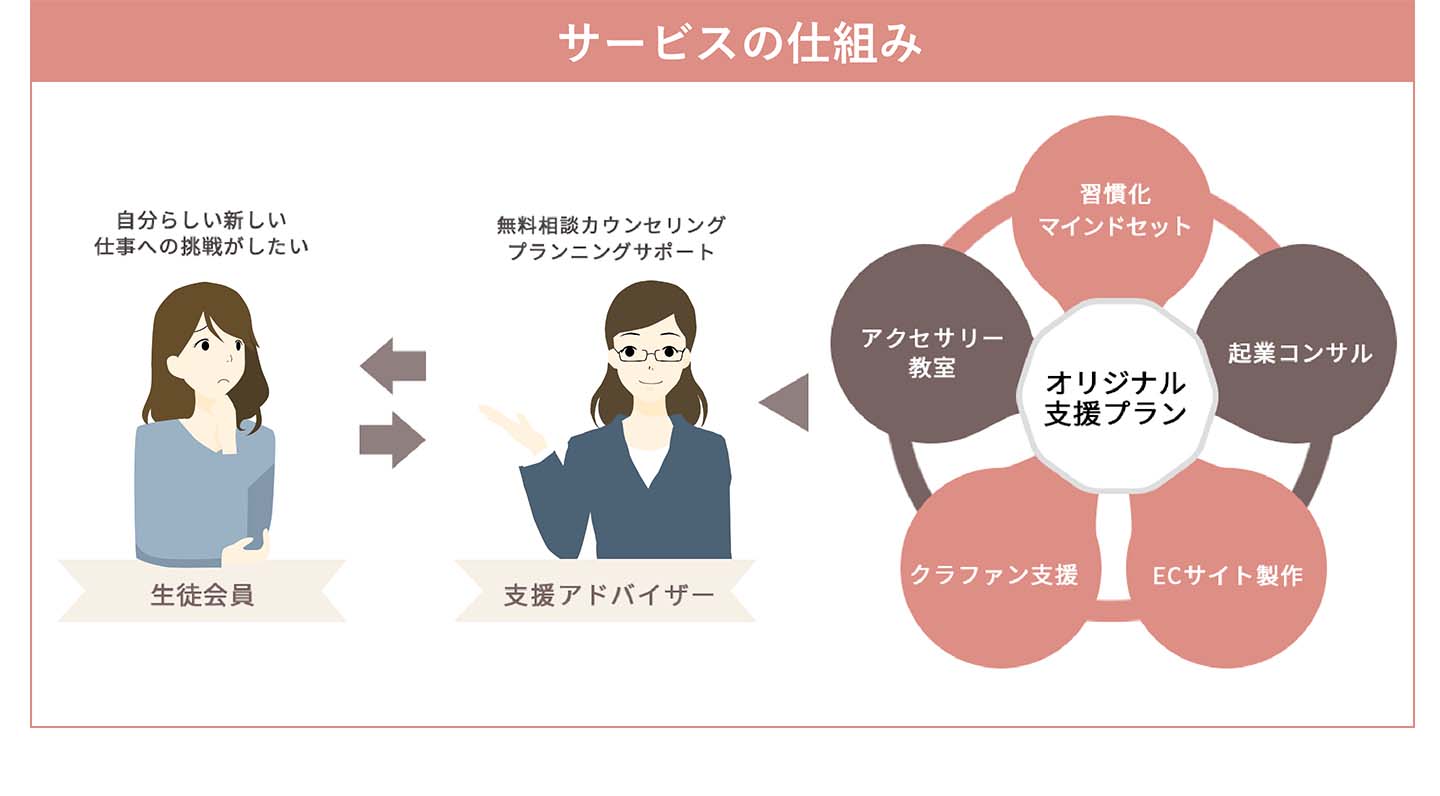 サービスの仕組み
自分らしい新しい
仕事への挑戦がしたい
生徒会員
無料相談カウンセリング
プランニングサポート
支援アドバイザー
習慣化
マインドセット
アクセサリー
教室
起業コンサル
オリジナル
支援プラン
クラファン支援
ECサイト製作